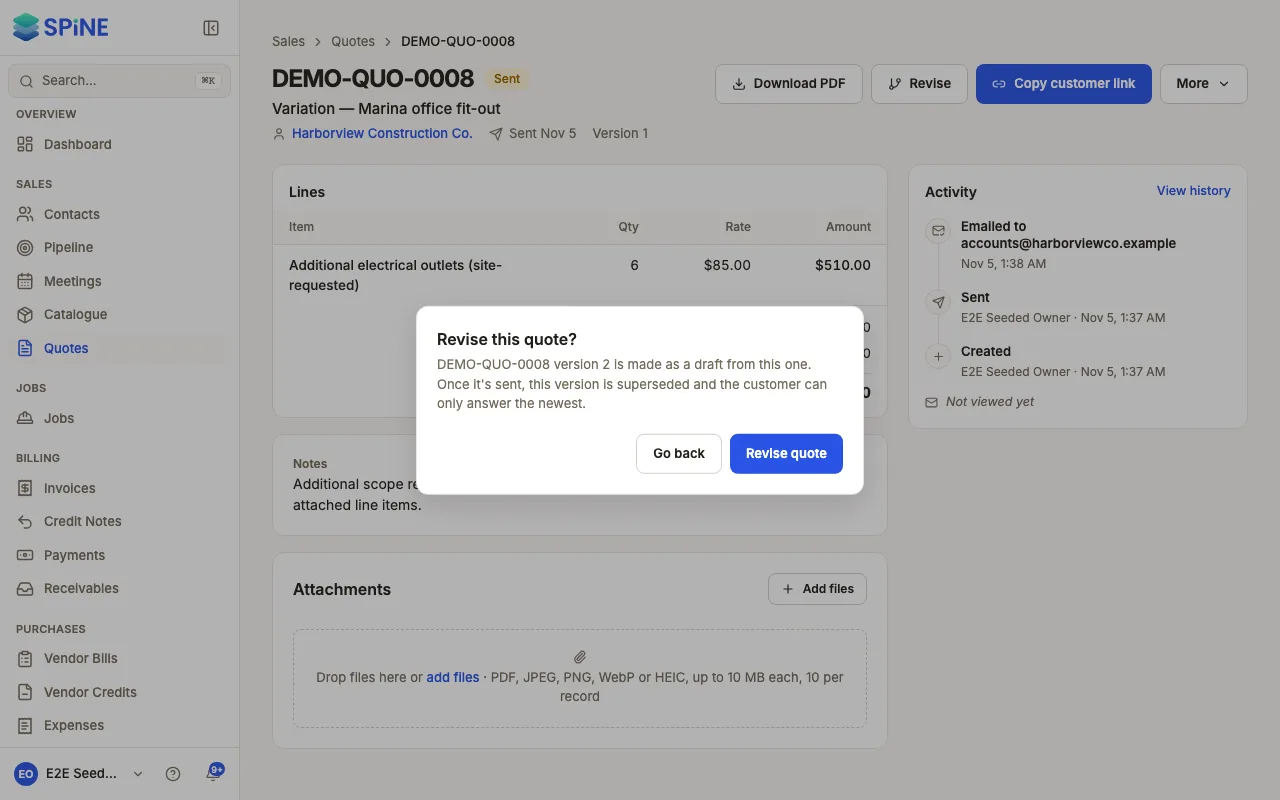 SPiNE
Search...
⌘K
OVERVIEW
Dashboard
SALES
Contacts
Pipeline
Meetings
Catalogue
Quotes
JOBS
Jobs
BILLING
Invoices
Credit Notes
Payments
Receivables
PURCHASES
Vendor Bills
Vendor Credits
Expenses
EO E2E Seed...
9+
Sales > Quotes > DEMO-QUO-0008
DEMO-QUO-0008 Sent
Variation — Marina office fit-out
Harborview Construction Co. Sent Nov 5 Version 1
Download PDF
Revise
Copy customer link
More
Lines
Item Qty Rate Amount
Additional electrical outlets (site- 6 $85.00 $510.00
requested)
0
0
0
Revise this quote?
DEMO-QUO-0008 version 2 is made as a draft from this one.
Once it's sent, this version is superseded and the customer can
only answer the newest.
Go back
Revise quote
Notes
Additional scope
attached line items.
Attachments
Add files
Drop files here or add files · PDF, JPEG, PNG, WebP or HEIC, up to 10 MB each, 10 per
record
Activity
View history
Emailed to
accounts@harborviewco.example
Nov 5, 1:38 AM
Sent
E2E Seeded Owner · Nov 5, 1:37 AM
Created
E2E Seeded Owner · Nov 5, 1:37 AM
Not viewed yet